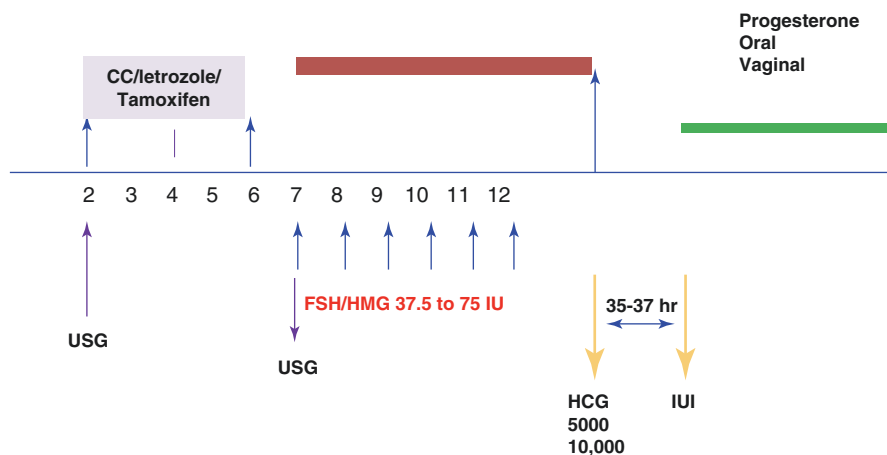 Progesterone
Oral
Vaginal
CC/letrozole/
Tamoxifen
2 3 4 5 6 7 8 9 10 11 12
FSH/HMG 37.5 to 75 IU
35-37 hr
USG
USG
HCG
5000
10,000
IUI